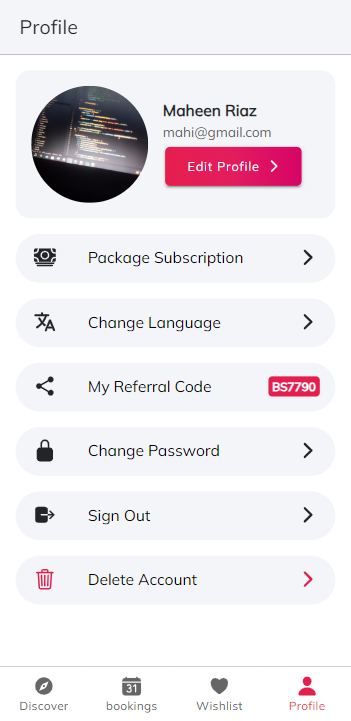 Profile
Maheen Riaz
mahi@gmail.com
Edit Profile
Package Subscription
Change Language
My Referral Code BS7790
Change Password
Sign Out
Delete Account
31
Discover bookings Wishlist Profile